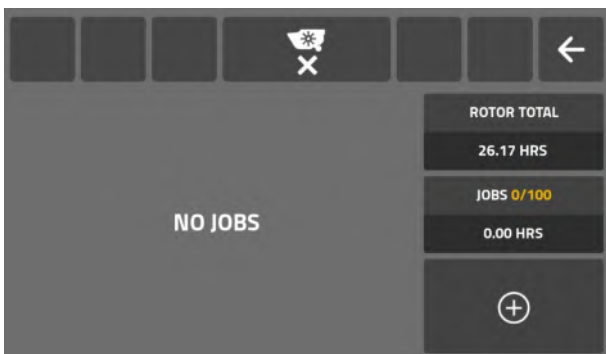 ROTOR TOTAL
26.17 HRS
JOBS 0/100
0.00 HRS
NO JOBS